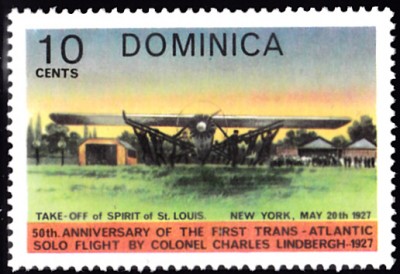 10 DOMINICA
CENTS
TAKE-OFF of SPIRIT of St. LOUIS. NEW YORK, MAY 20th 1927
50th. ANNIVERSARY OF THE FIRST TRANS-ATLANTIC
SOLO FLIGHT BY COLONEL CHARLES LINDBERGH-1927